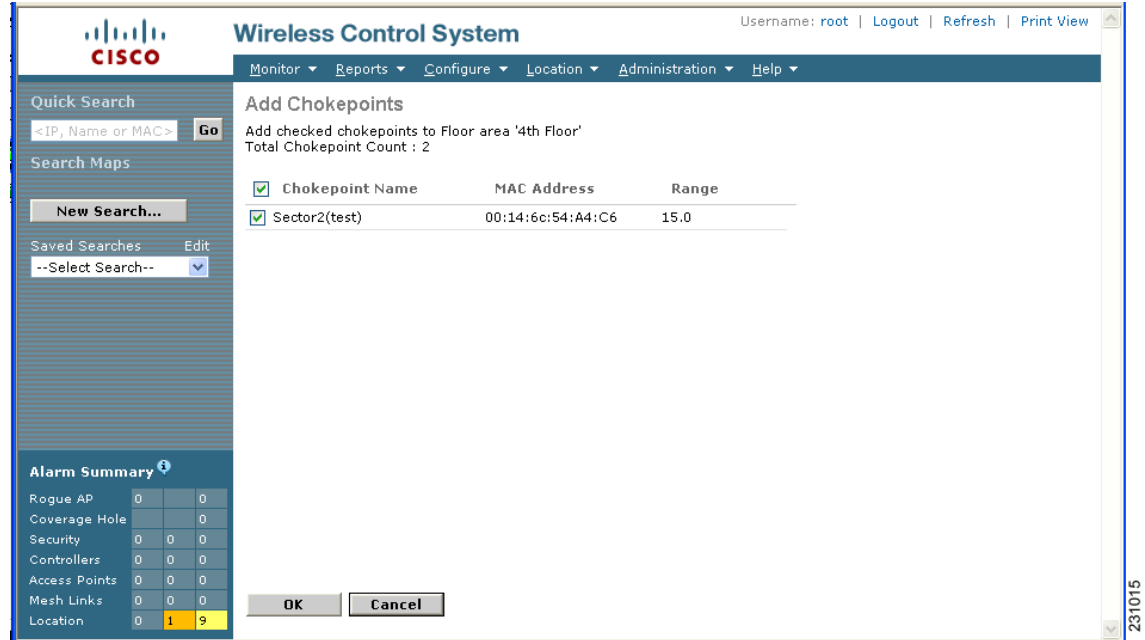 CISCO
Wireless Control System
Username: root | Logout | Refresh | Print View
Monitor Reports Configure Location Administration Help
Quick Search
<IP, Name or MAC> Go
Search Maps
New Search...
Saved Searches Edit
--Select Search--
Add Chokepoints
Add checked chokepoints to Floor area '4th Floor'
Total Chokepoint Count : 2
Chokepoint Name MAC Address Range
Sector2(test) 00:14:6c:54:A4:C6 15.0
Alarm Summary
Rogue AP 0 0
Coverage Hole 0
Security 0 0 0
Controllers 0 0 0
Access Points 0 0 0
Mesh Links 0 0 0
Location 0 1 9
OK Cancel
231015